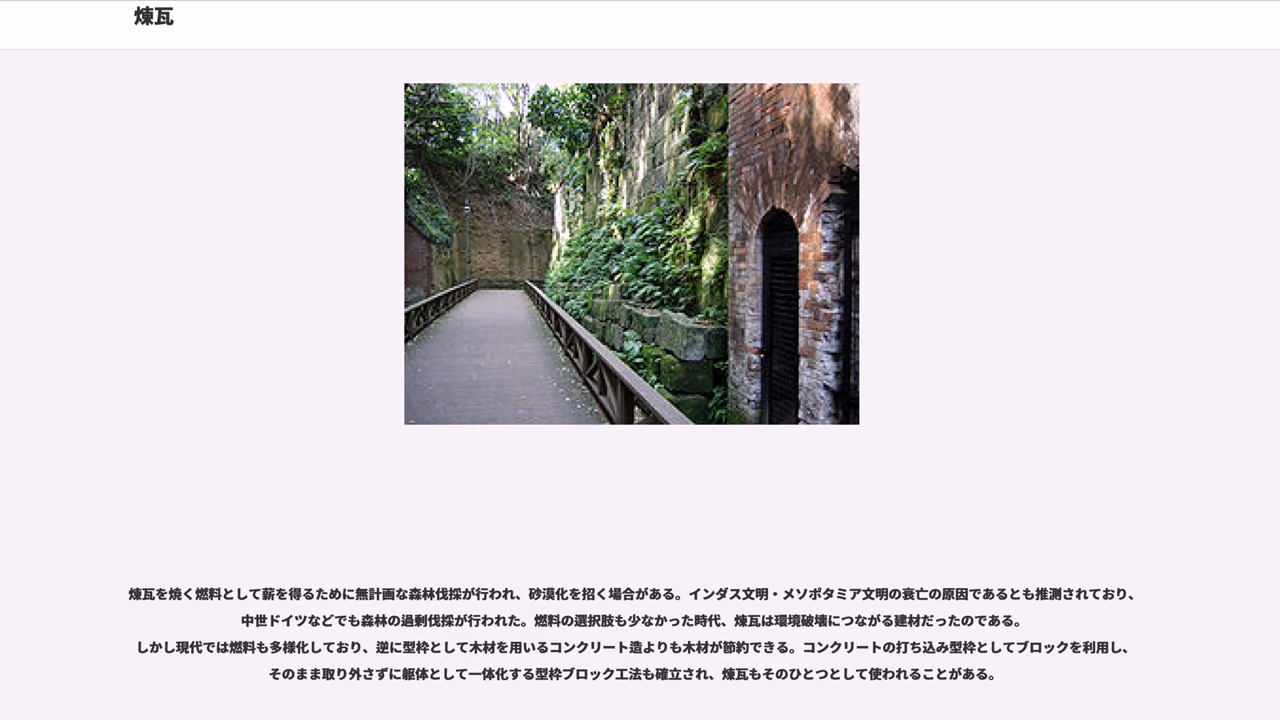 煉瓦
煉瓦を焼く燃料として薪を得るために無計画な森林伐採が行われ、砂漠化を招く場合がある。インダス文明・メソポタミア文明の衰亡の原因であるとも推測されており、
中世ドイツなどでも森林の過剰伐採が行われた。燃料の選択肢も少なかった時代、煉瓦は環境破壊につながる建材だったのである。
しかし現代では燃料も多様化しており、逆に型枠として木材を用いるコンクリート造よりも木材が節約できる。コンクリートの打ち込み型枠としてブロックを利用し、
そのまま取り外さずに躯体として一体化する型枠ブロック工法も確立され、煉瓦もそのひとつとして使われることがある。